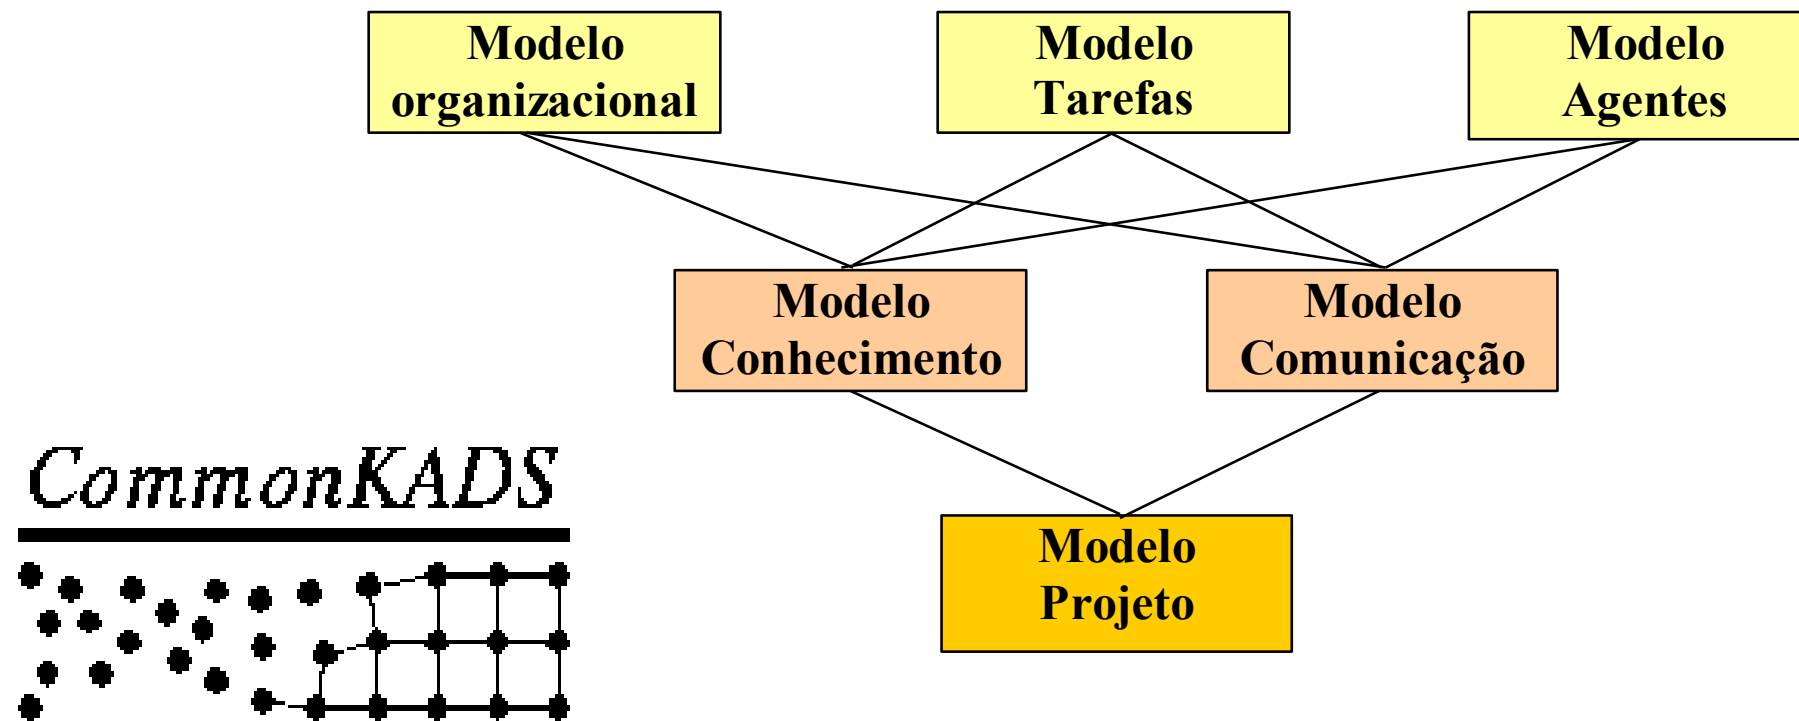 Modelo
organizacional
Modelo
Tarefas
Modelo
Agentes
Modelo
Conhecimento
Modelo
Comunicação
CommonKADS
Modelo
Projeto